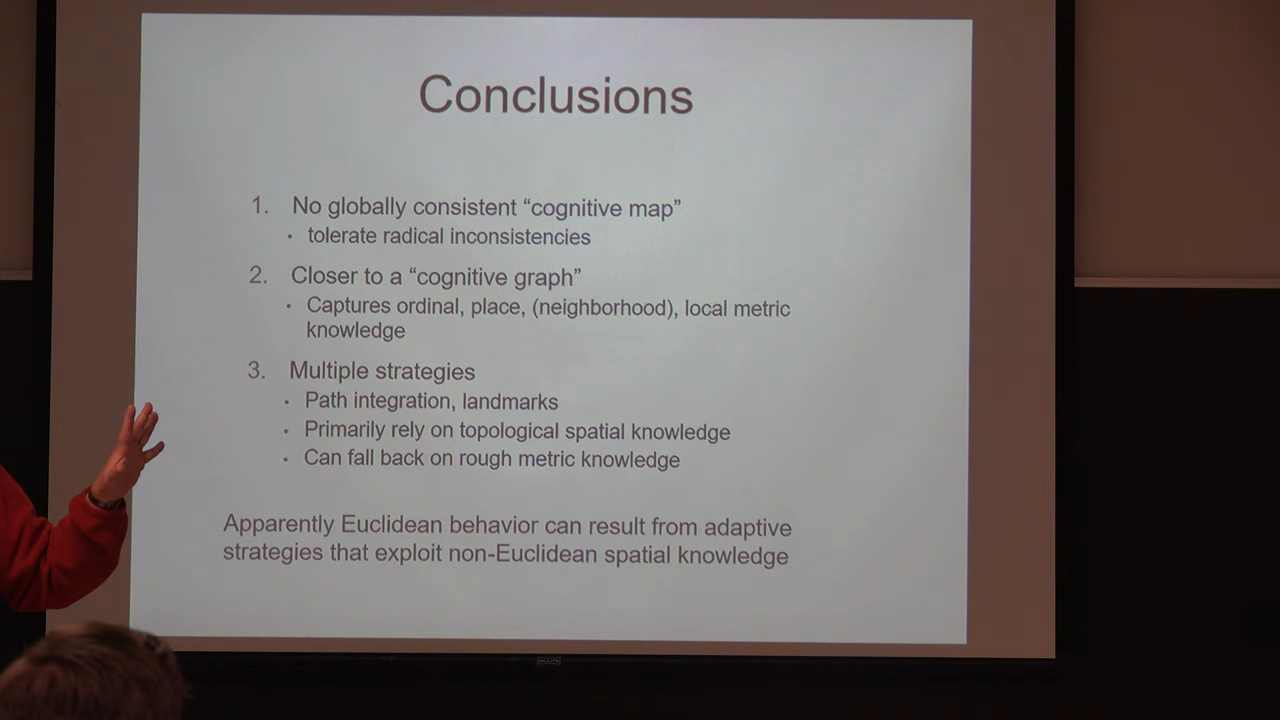 Conclusions
1. No globally consistent “cognitive map”
· tolerate radical inconsistencies
2. Closer to a “cognitive graph”
· Captures ordinal, place, (neighborhood), local metric
knowledge
3. Multiple strategies
· Path integration, landmarks
· Primarily rely on topological spatial knowledge
· Can fall back on rough metric knowledge
Apparently Euclidean behavior can result from adaptive
strategies that exploit non-Euclidean spatial knowledge